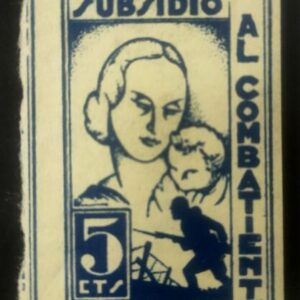 SUBSIDIO
AL COMBATIENT
5
CTS